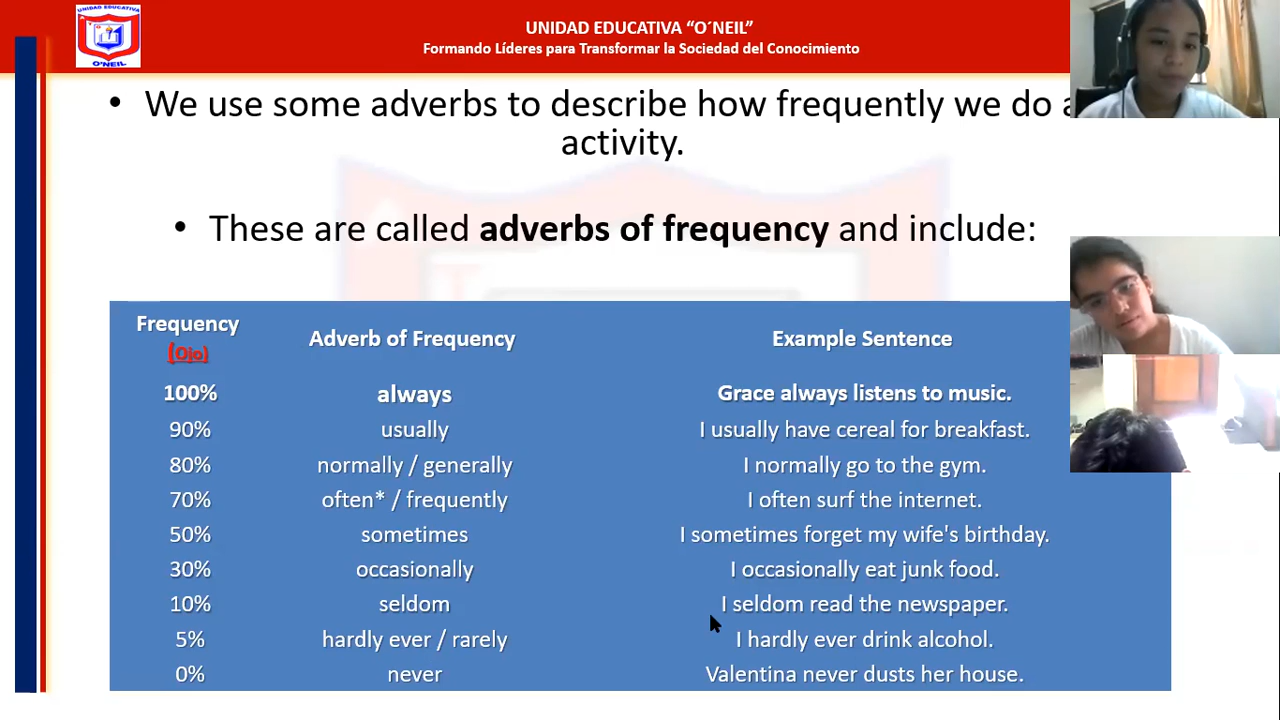 UNIDAD EDUCATIVA
O´NEIL
UNIDAD EDUCATIVA “O´NEIL”
Formando Líderes para Transformar la Sociedad del Conocimiento
• We use some adverbs to describe how frequently we do a
activity.
• These are called adverbs of frequency and include:
Frequency (Ojo) Adverb of Frequency Example Sentence
100% always Grace always listens to music.
90% usually I usually have cereal for breakfast.
80% normally / generally I normally go to the gym.
70% often* / frequently I often surf the internet.
50% sometimes I sometimes forget my wife's birthday.
30% occasionally I occasionally eat junk food.
10% seldom I seldom read the newspaper.
5% hardly ever / rarely I hardly ever drink alcohol.
0% never Valentina never dusts her house.